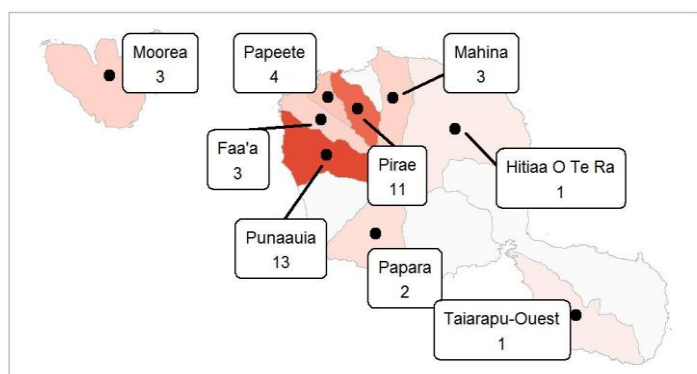 Moorea
3
Papeete
4
Mahina
3
Faa'a
3
Pirae
11
Hitiaa O Te Ra
1
Punaauia
13
Papara
2
Taiarapu-Ouest
1